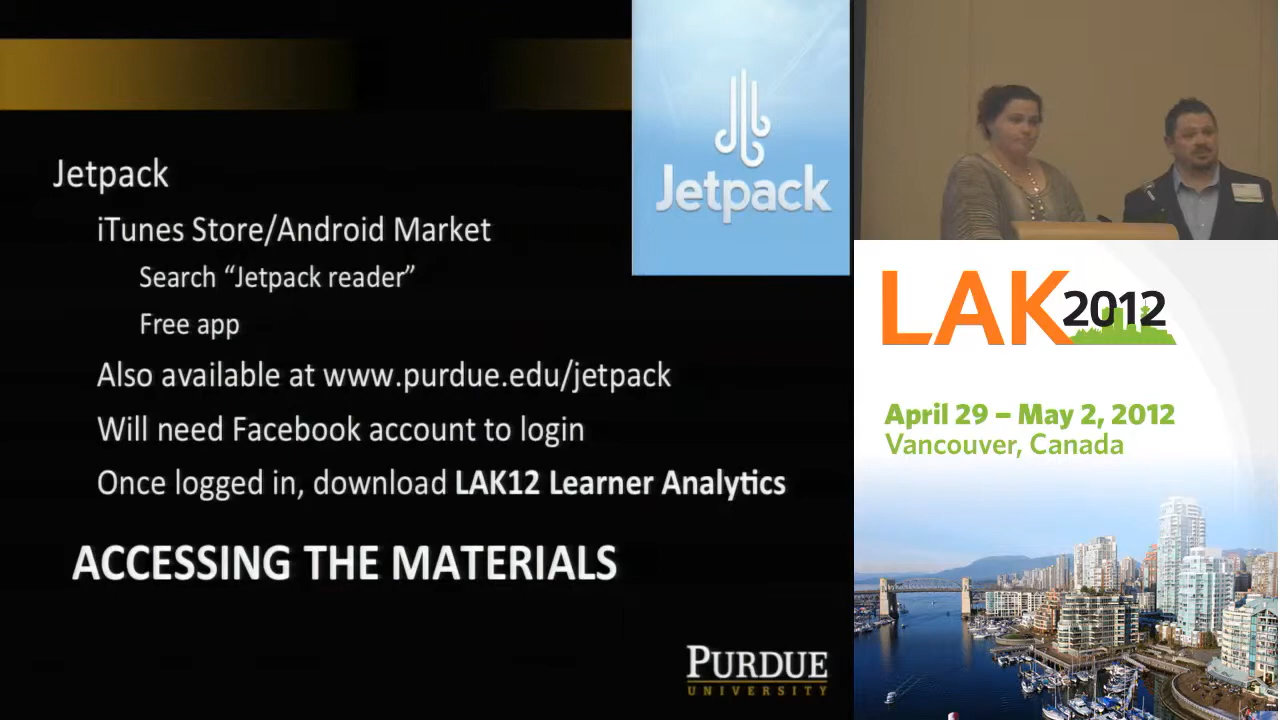 Jetpack
iTunes Store/Android Market
Search “Jetpack reader”
Free app
Also available at www.purdue.edu/jetpack
Will need Facebook account to login
Once logged in, download LAK12 Learner Analytics
ACCESSING THE MATERIALS
PURDUE
UNIVERSITY
Jetpack
LAK2012
April 29 – May 2, 2012
Vancouver, Canada